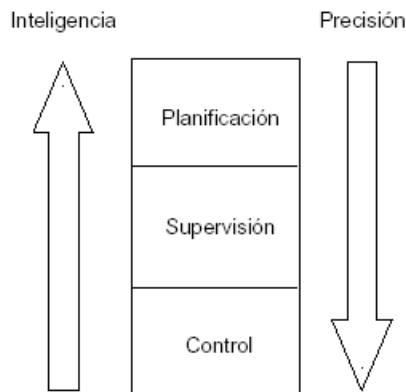 Inteligencia
Precisión
Planificación
Supervisión
Control